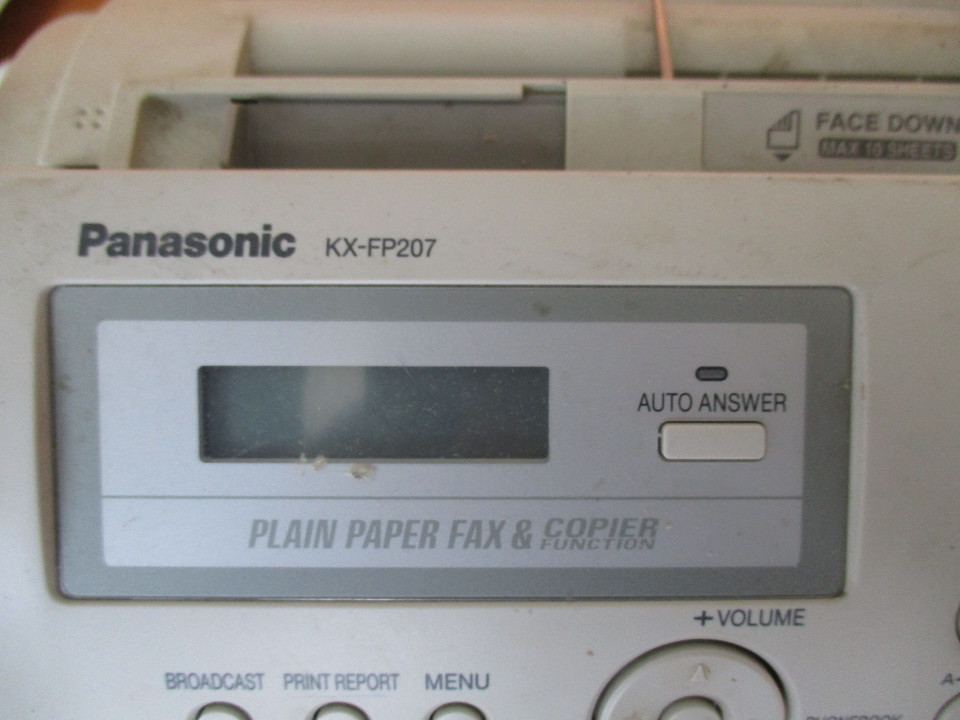 FACE DOWN
MAX 10 SHEETS
Panasonic KX-FP207
AUTO ANSWER
PLAIN PAPER FAX & COPIER FUNCTION
+VOLUME
BROADCAST PRINT REPORT MENU